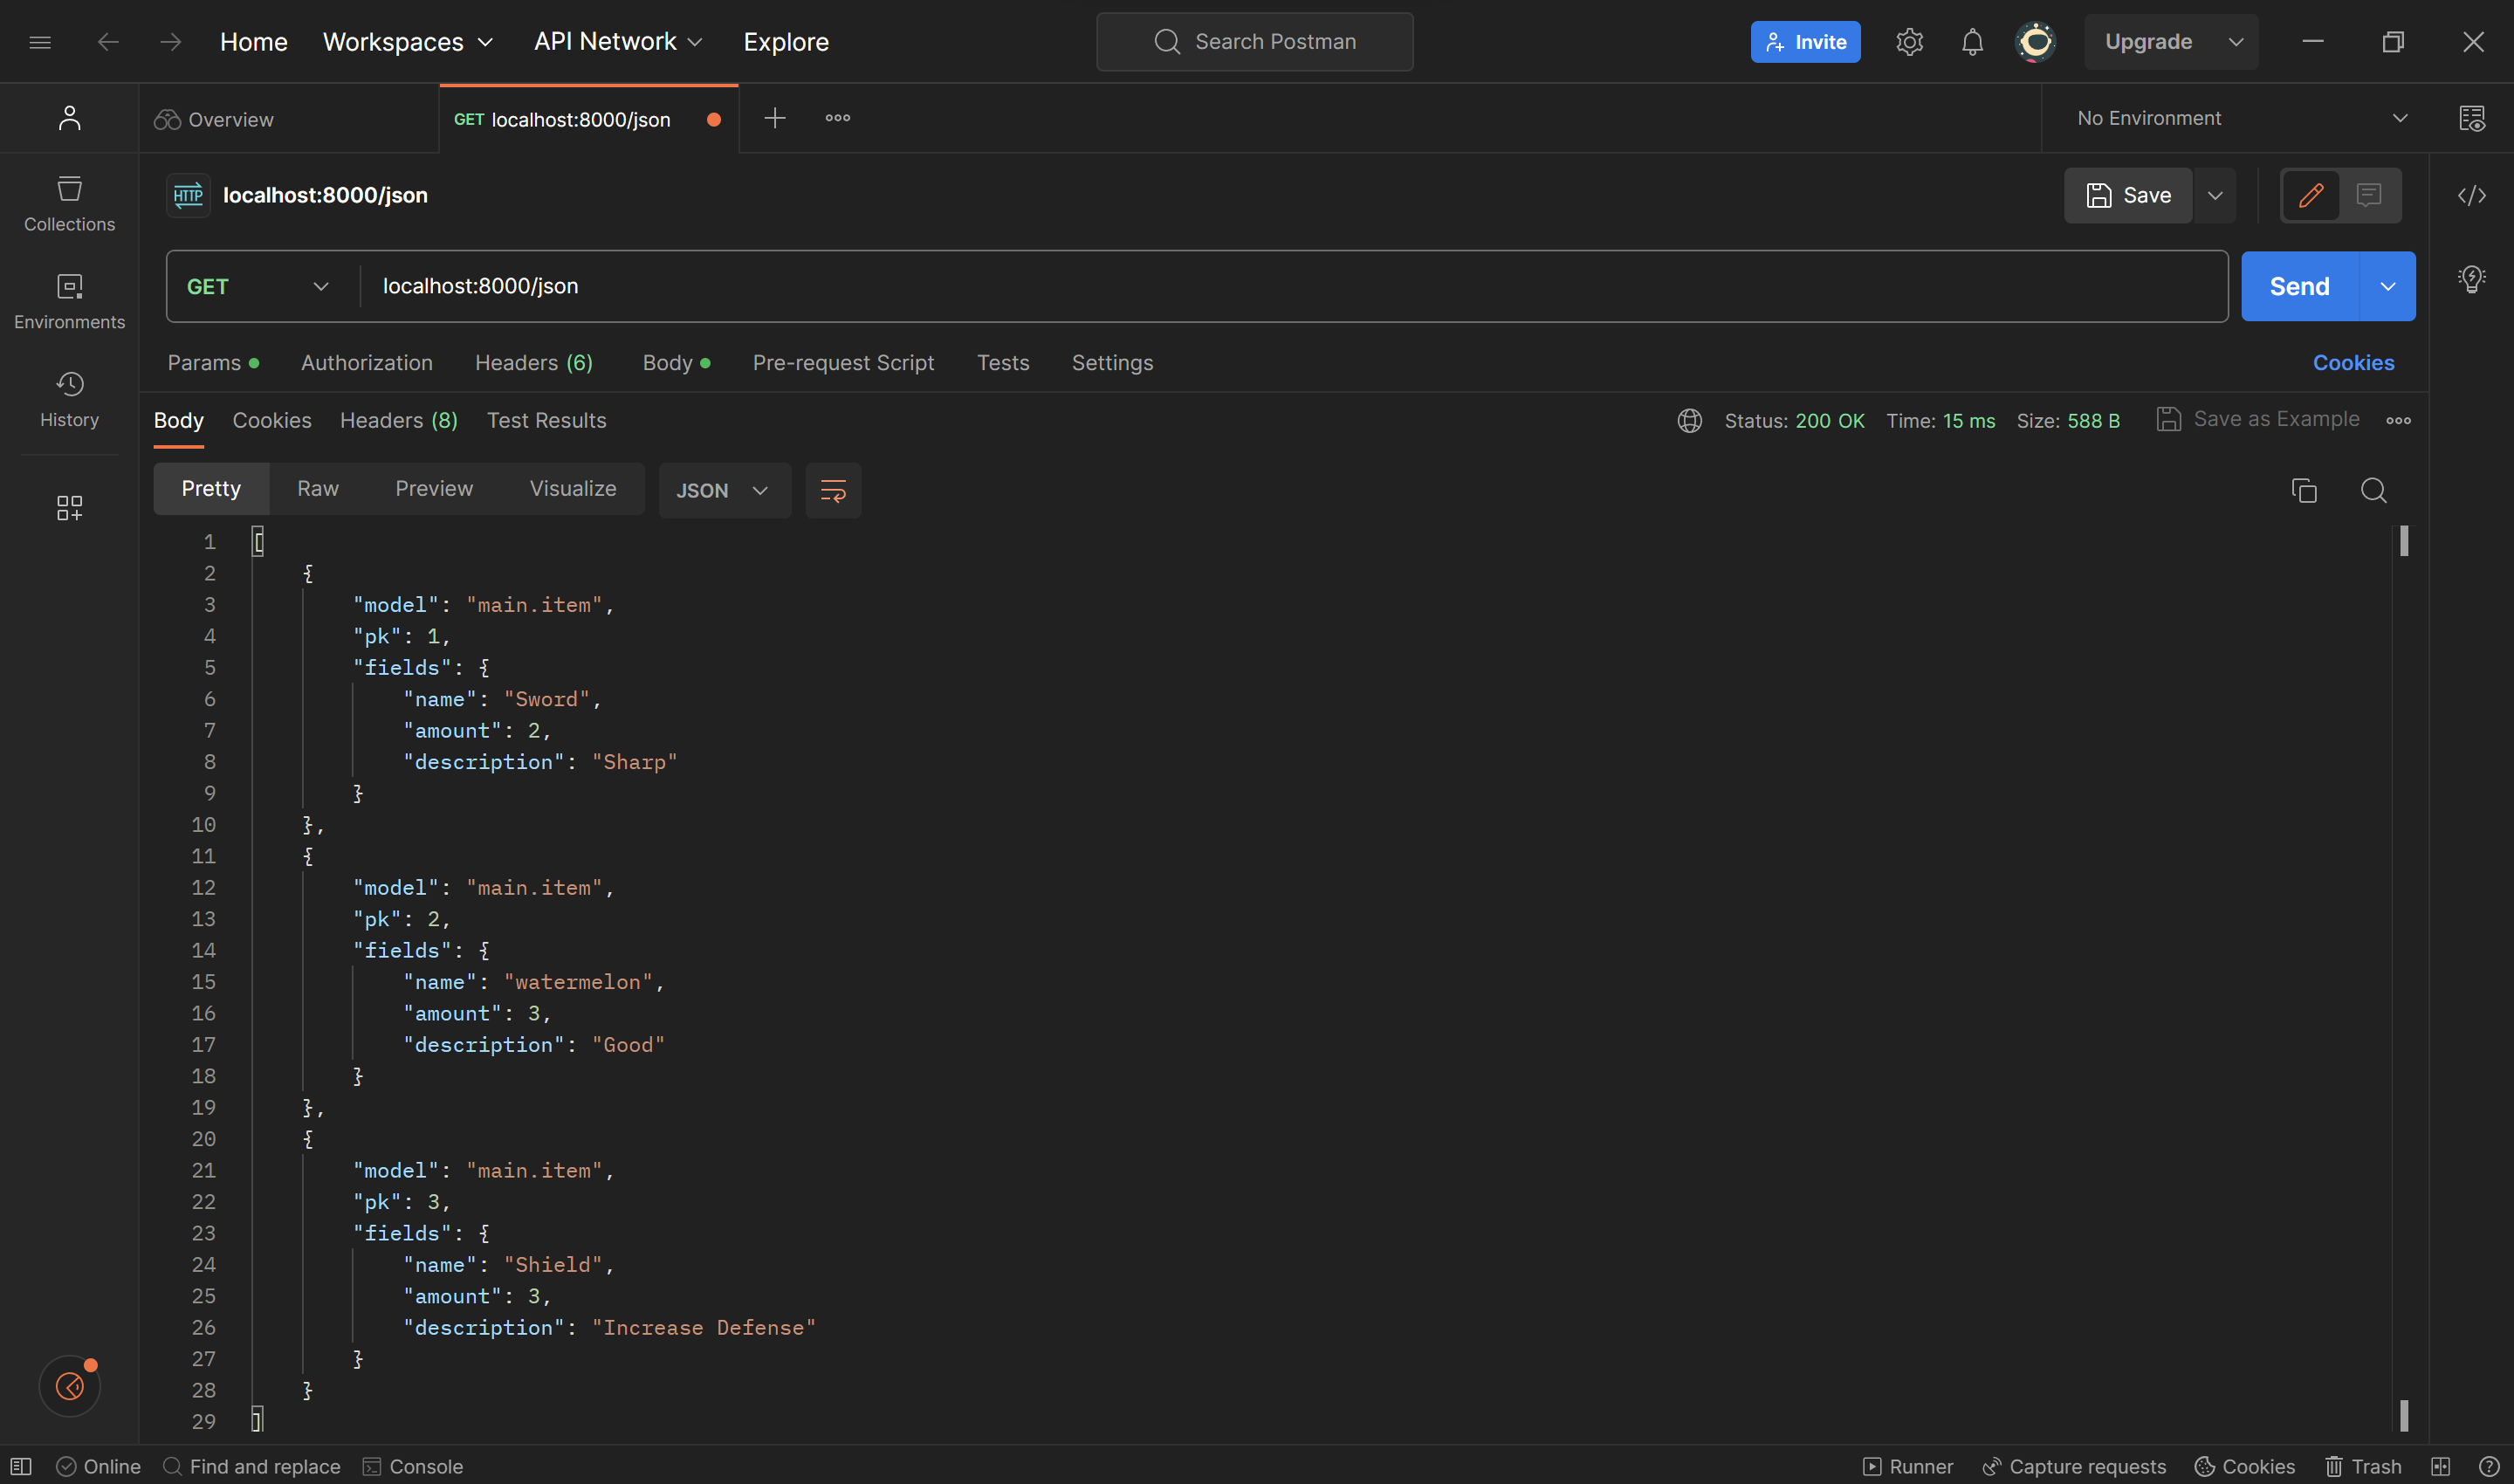 Home Workspaces API Network Explore Search Postman Invite Upgrade
Overview GET localhost:8000/json No Environment
HTTP localhost:8000/json Save
GET localhost:8000/json Send
Params Authorization Headers (6) Body Pre-request Script Tests Settings Cookies
Collections
Environments
History
Body Cookies Headers (8) Test Results Status: 200 OK Time: 15 ms Size: 588 B Save as Example
Pretty Raw Preview Visualize JSON
1 [
2 {
3 "model": "main.item",
4 "pk": 1,
5 "fields": {
6 "name": "Sword",
7 "amount": 2,
8 "description": "Sharp"
9 }
10 },
11 {
12 "model": "main.item",
13 "pk": 2,
14 "fields": {
15 "name": "watermelon",
16 "amount": 3,
17 "description": "Good"
18 }
19 },
20 {
21 "model": "main.item",
22 "pk": 3,
23 "fields": {
24 "name": "Shield",
25 "amount": 3,
26 "description": "Increase Defense"
27 }
28 }
29 ]
Online Find and replace Console Runner Capture requests Cookies Trash